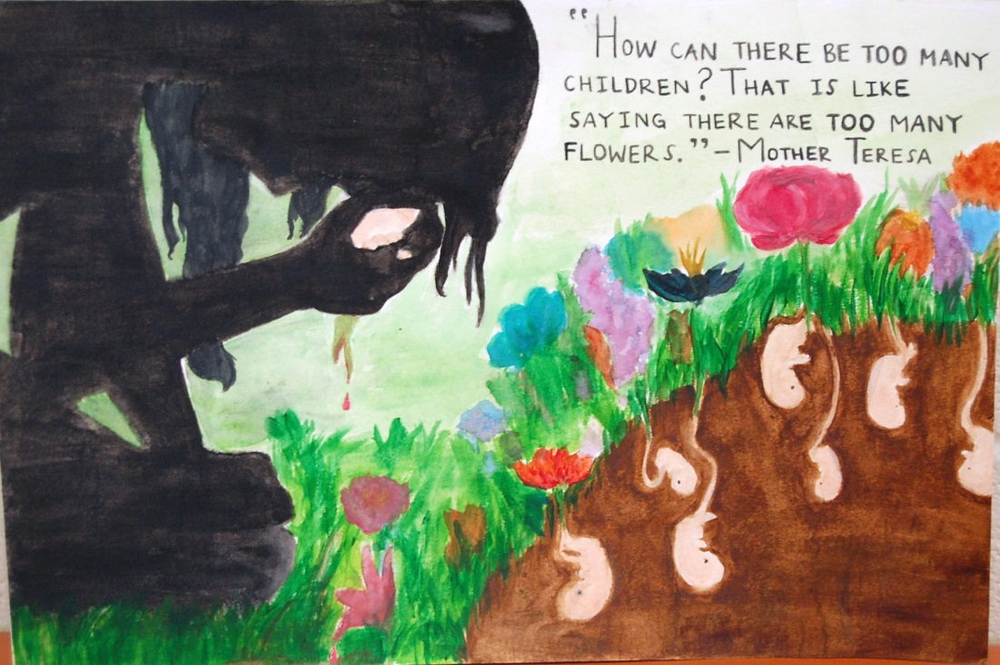 "How can there be too many
children? That is like
saying there are too many
flowers." - Mother Teresa